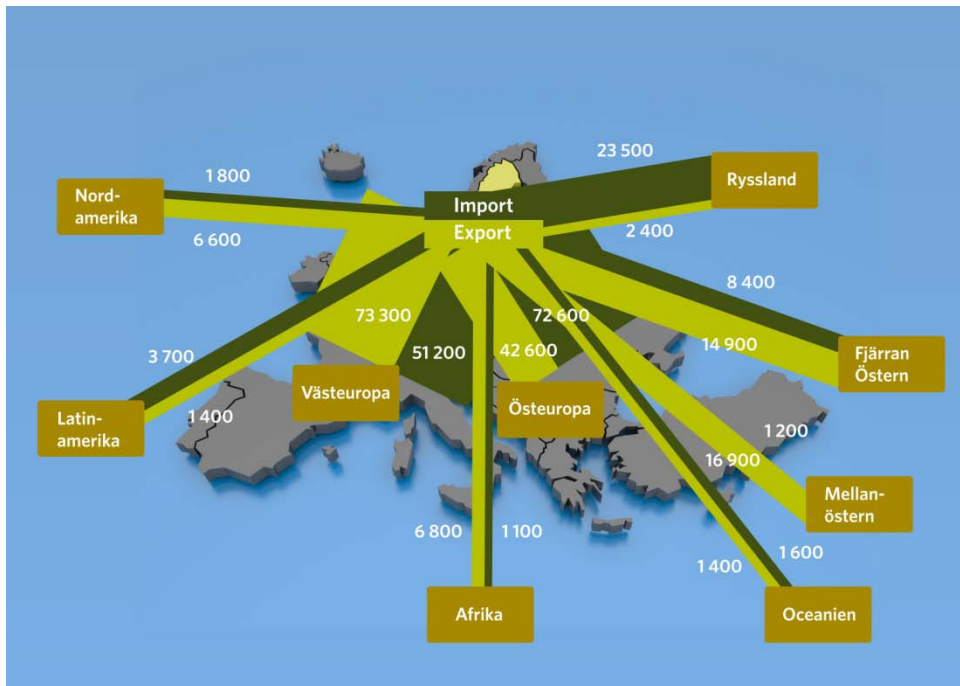 23 500
1 800
Nord-
amerika
Ryssland
Import
Export
6 600
2 400
8 400
73 300
72 600
14 900
3 700
51 200
42 600
Fjärran
Östern
Västeuropa
Östeuropa
Latin-
amerika
1 400
1 200
16 900
Mellan-
östern
6 800
1 100
1 600
1 400
Afrika
Oceanien